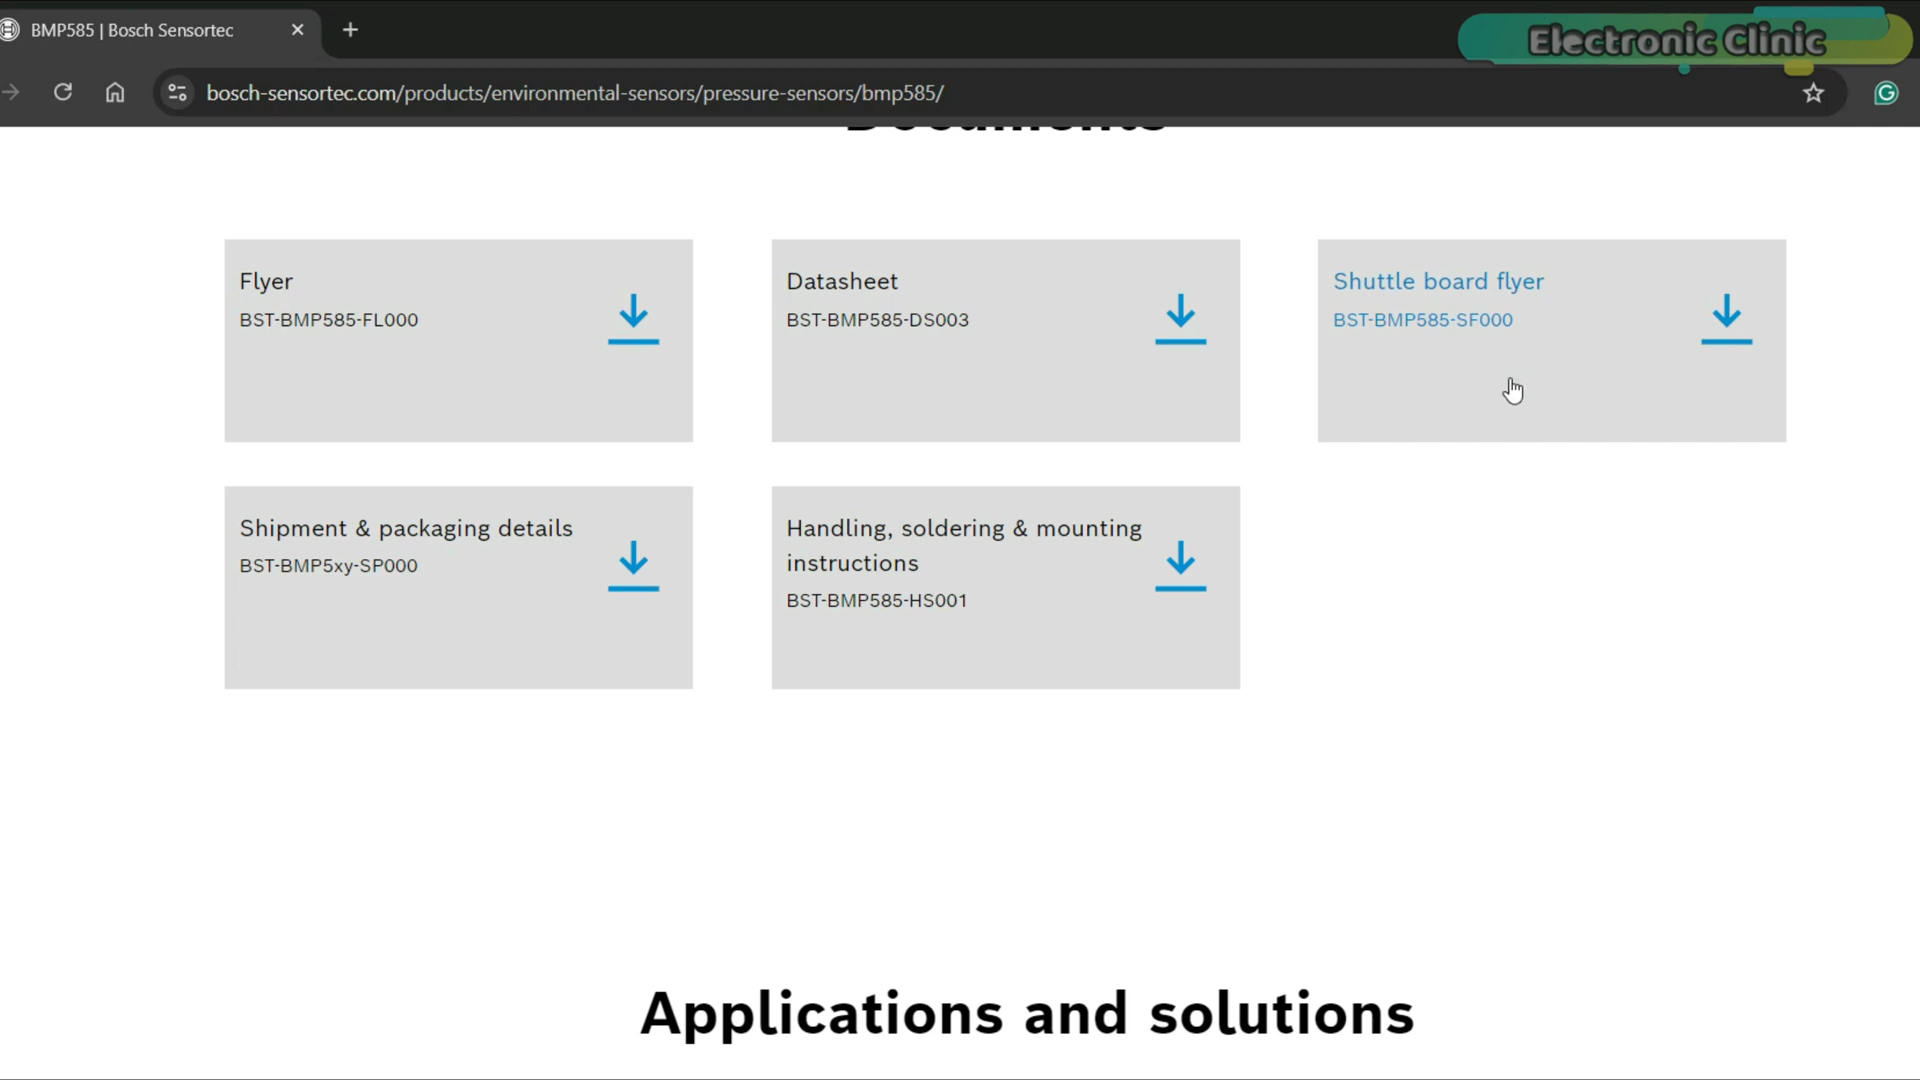 BMP585 | Bosch Sensortec
Electronic Clinic
bosch-sensortec.com/products/environmental-sensors/pressure-sensors/bmp585/
Documents
Flyer
BST-BMP585-FL000
Datasheet
BST-BMP585-DS003
Shuttle board flyer
BST-BMP585-SF000
Shipment & packaging details
BST-BMP5xy-SP000
Handling, soldering & mounting
instructions
BST-BMP585-HS001
Applications and solutions